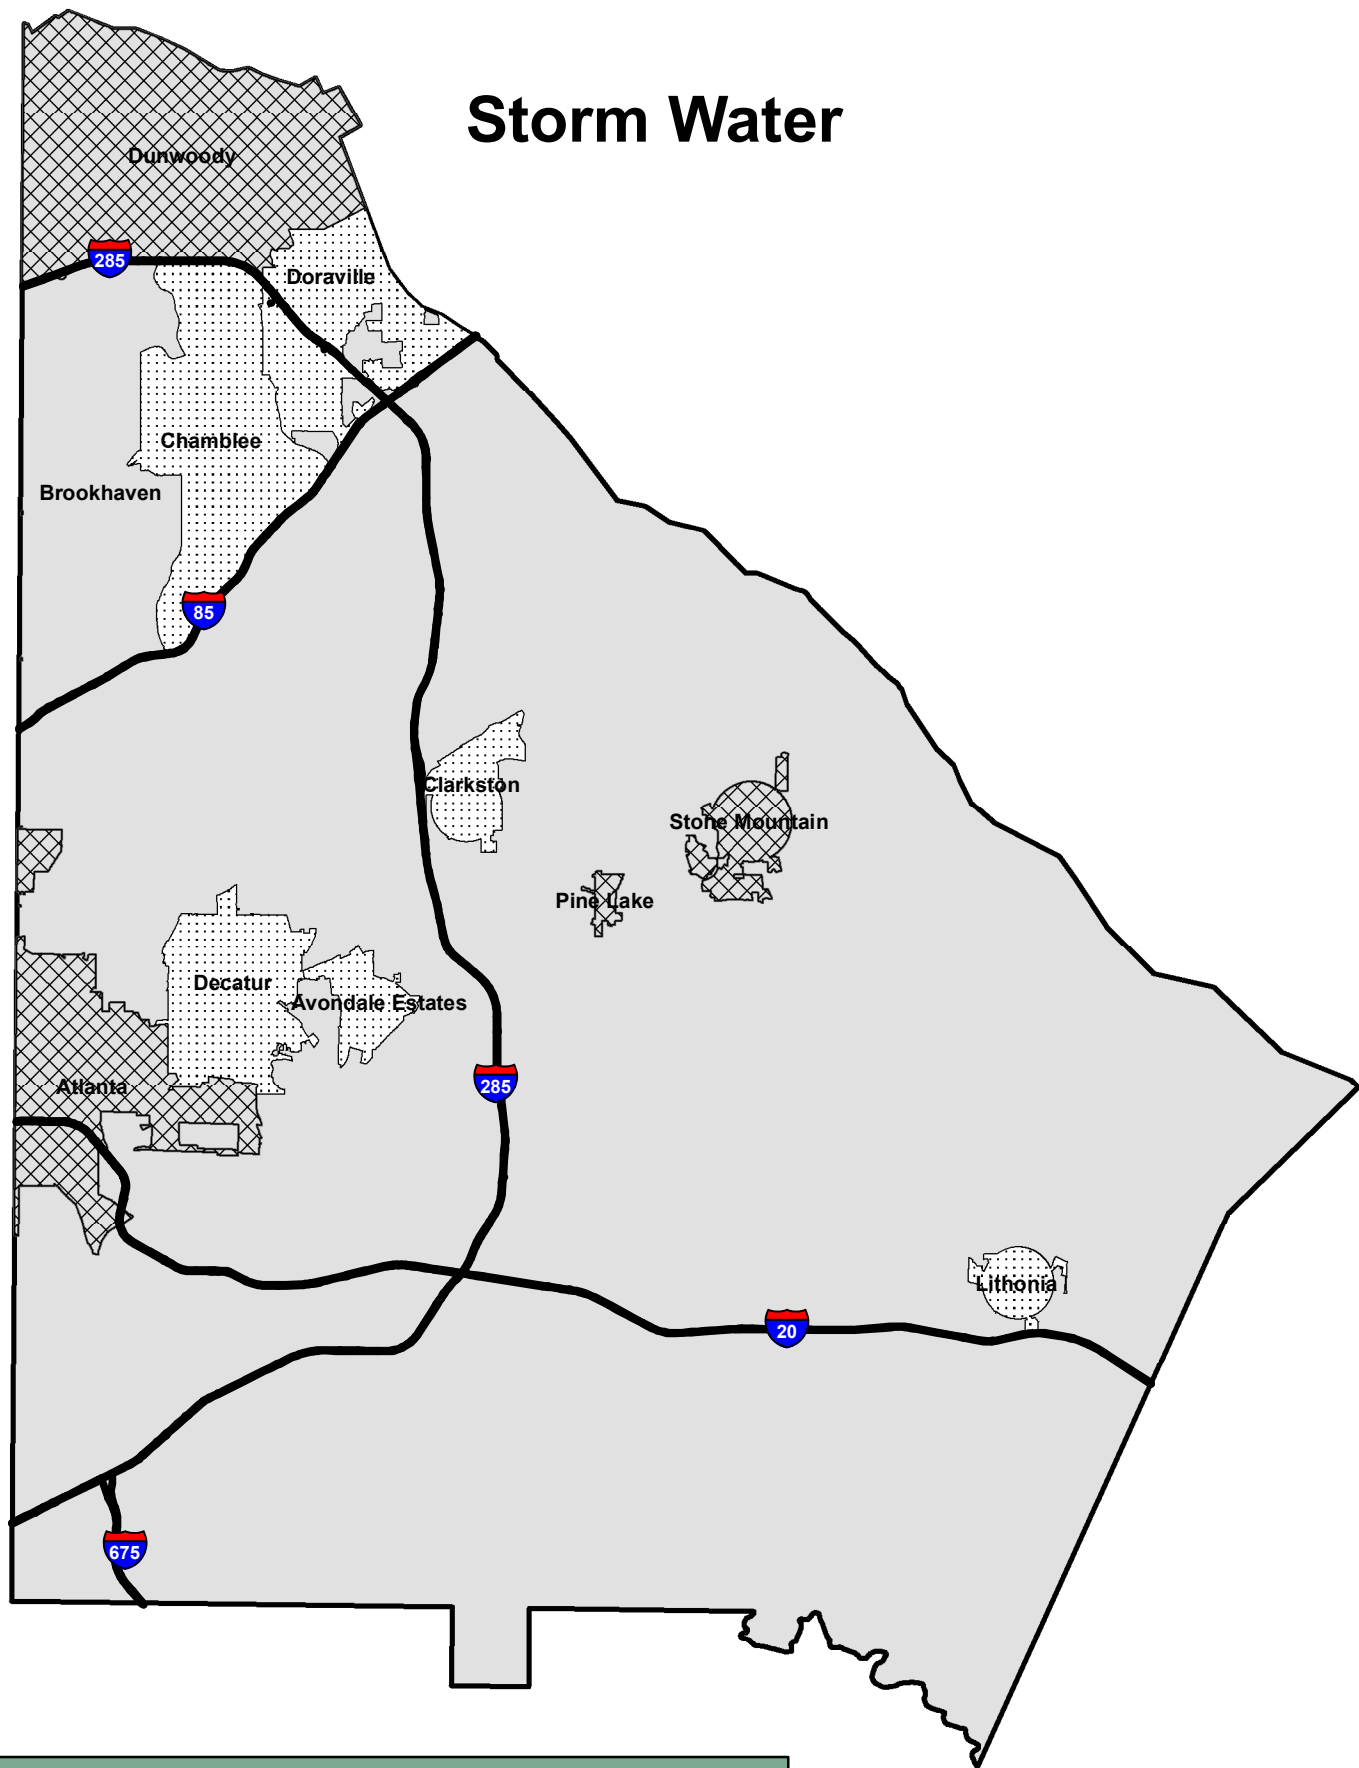 Storm Water
Dunwoody
285
Doraville
Chamblee
Brookhaven
85
Clarkston
Stone Mountain
Pine Lake
Decatur
Avondale Estates
285
Atlanta
Lithonia
20
675